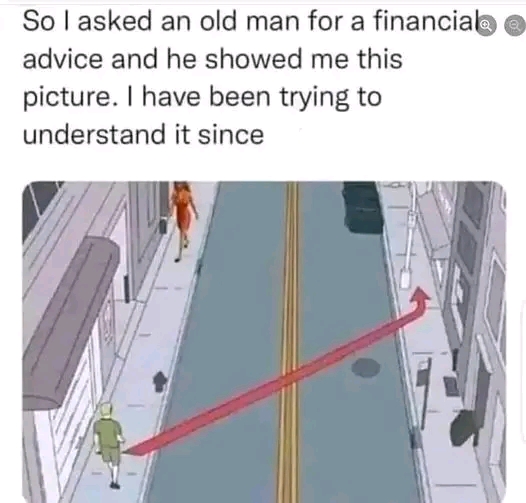 So I asked an old man for a financial
advice and he showed me this
picture. I have been trying to
understand it since